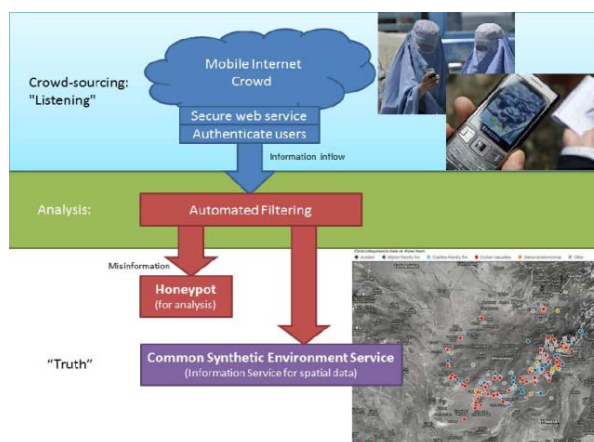 Mobile Internet
Crowd
Crowd-sourcing:
"Listening"
Secure web service
Authenticate users
Information inflow
Analysis:
Automated Filtering
Misinformation
Honeypot
(for analysis)
"Truth"
Common Synthetic Environment Service
(Information Service for spatial data)